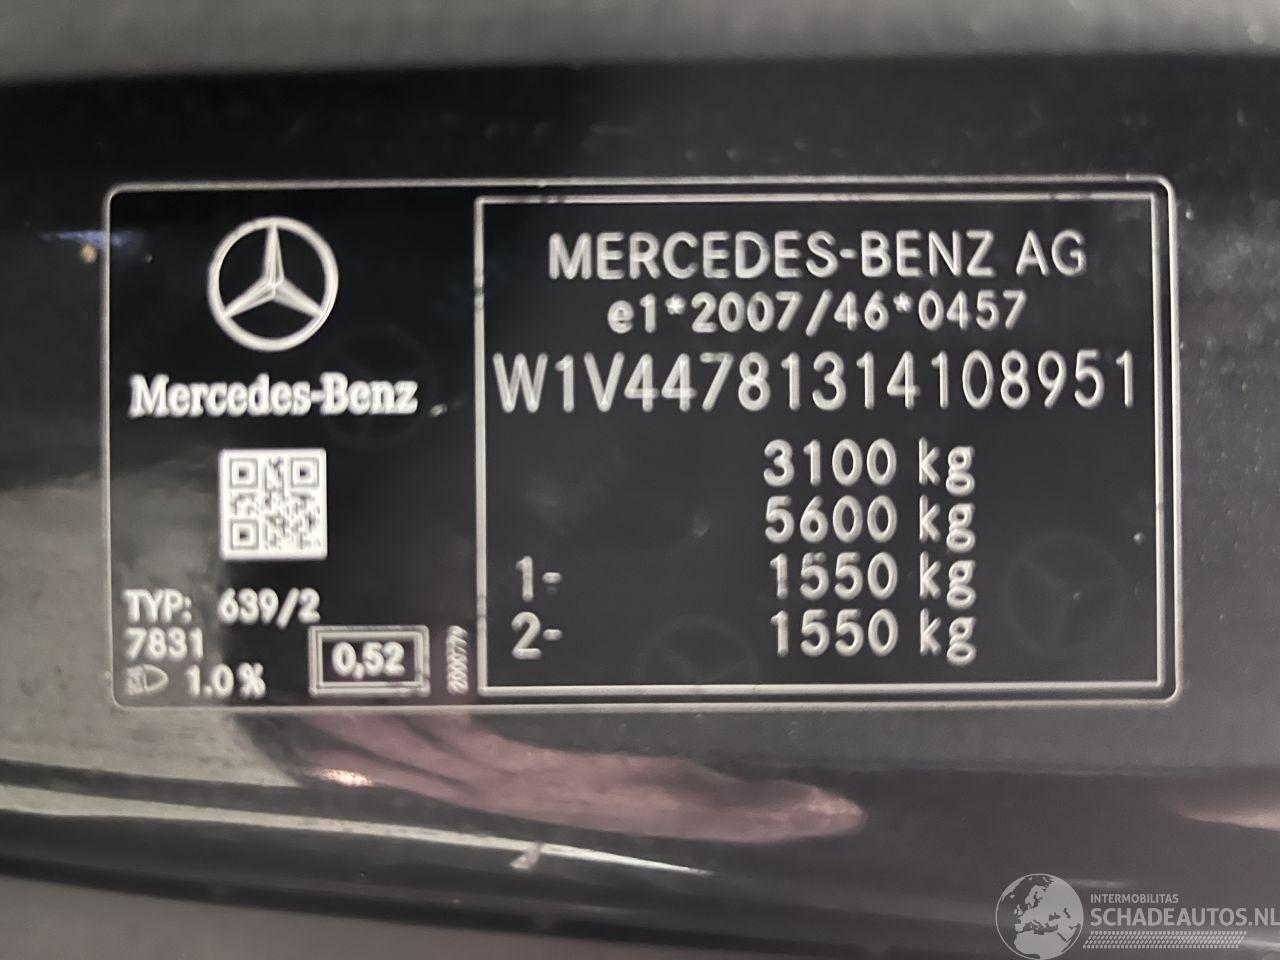 MERCEDES-BENZ AG
e1*2007/46*0457
W1V44781314108951
3100 kg
5600 kg
1- 1550 kg
2- 1550 kg
Mercedes-Benz
TYP: 639/2
7831
1.0%
0,52
INTERMOBILITAS
SCHADEAUTOS.NL